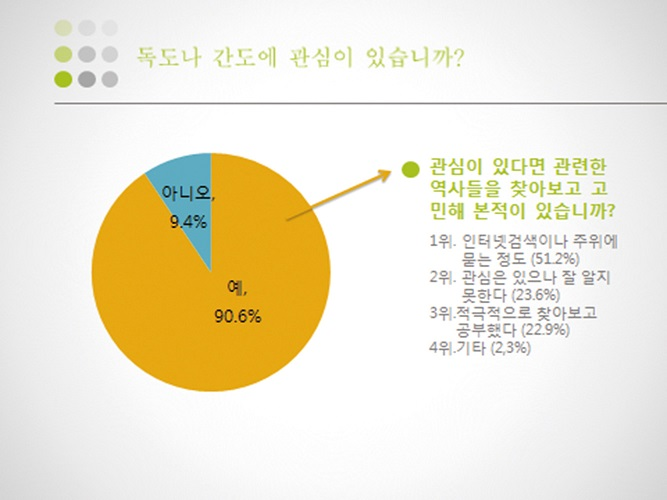 독도나 간도에 관심이 있습니까?
아니오,
9.4%
예,
90.6%
관심이 있다면 관련한
역사들을 찾아보고 고
민해 본적이 있습니까?
1위. 인터넷검색이나 주위에
묻는 정도 (51.2%)
2위. 관심은 있으나 잘 알지
못한다 (23.6%)
3위.적극적으로 찾아보고
공부했다 (22.9%)
4위.기타 (2,3%)